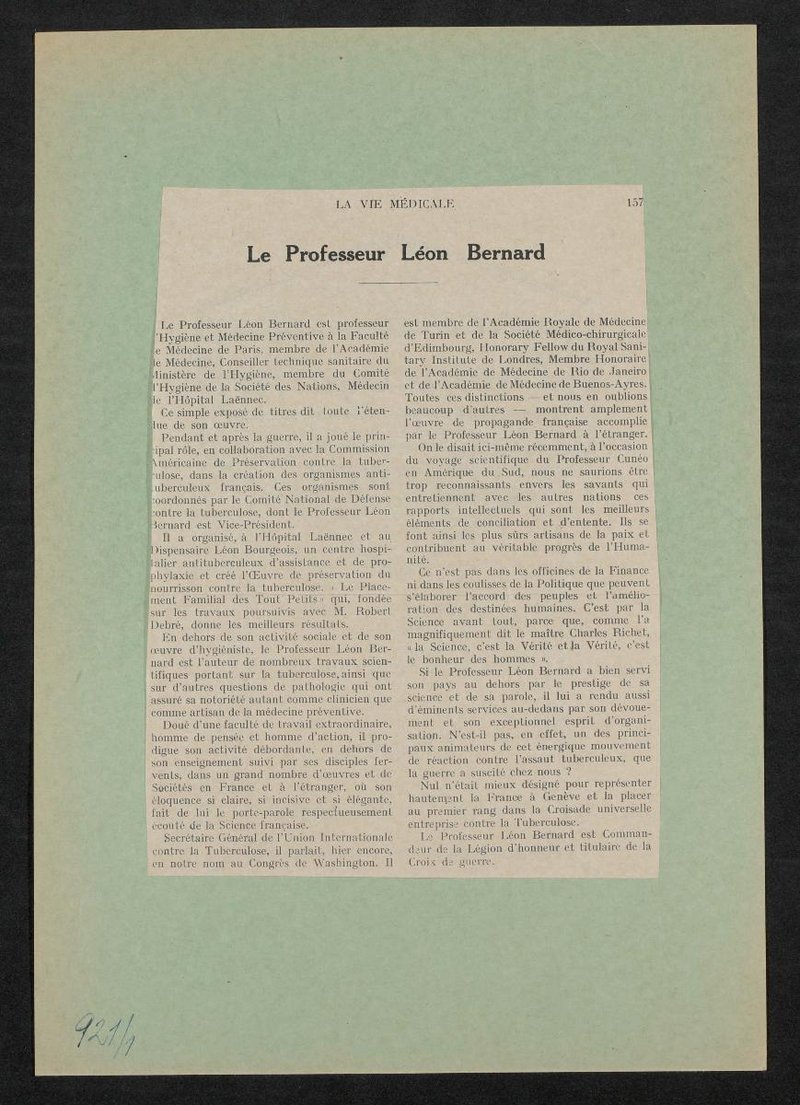 LA VIE MÉDICALE
157
Le Professeur Léon Bernard
Le Professeur Léon Bernard est professeur
'Hygiène et Médecine Préventive à la Faculté
e Médecine de Paris, membre de l'Académie
e Médecine, Conseiller technique sanitaire du
Ministère de l'Hygiène, membre du Comité
l'Hygiène de la Société des Nations, Médecin
de l'Hôpital Laënnec.
Ce simple exposé de titres dit toute l'éten-
due de son œuvre.
Pendant et après la guerre, il a joué le prin-
cipal rôle, en collaboration avec la Commission
Américaine de Préservation contre la tuber-
culose, dans la création des organismes anti-
uberculeux français. Ces organismes sont
coordonnés par le Comité National de Défense
contre la tuberculose, dont le Professeur Léon
Bernard est Vice-Président.
Il a organisé, à l'Hôpital Laënnec et au
Dispensaire Léon Bourgeois, un centre hospi-
talier antituberculeux d'assistance et de pro-
phylaxie et créé l'Œuvre de préservation du
nourrisson contre la tuberculose. « Le Place-
ment Familial des Tout Petits » qui, fondée
sur les travaux poursuivis avec M. Robert
Debré, donne les meilleurs résultats.
En dehors de son activité sociale et de son
œuvre d'hygiéniste, le Professeur Léon Ber-
nard est l'auteur de nombreux travaux scien-
tifiques portant sur la tuberculose, ainsi que
sur d'autres questions de pathologie qui ont
assuré sa notoriété autant comme clinicien que
comme artisan de la médecine préventive.
Doué d'une faculté de travail extraordinaire,
homme de pensée et homme d'action, il pro-
digue son activité débordante, en dehors de
son enseignement suivi par ses disciples fer-
vents, dans un grand nombre d'œuvres et de
Sociétés en France et à l'étranger, où son
éloquence si claire, si incisive et si élégante,
fait de lui le porte-parole respectueusement
écouté de la Science française.
Secrétaire Général de l'Union Internationale
contre la Tuberculose, il parlait, hier encore,
en notre nom au Congrès de Washington. Il
est membre de l'Académie Royale de Médecine
de Turin et de la Société Médico-chirurgicale
d'Edimbourg, Honorary Fellow du Royal Sani-
tary Institute de Londres, Membre Honoraire
de l'Académie de Médecine de Rio de Janeiro
et de l'Académie de Médecine de Buenos-Ayres.
Toutes ces distinctions — et nous en oublions
beaucoup d'autres — montrent amplement
l'œuvre de propagande française accomplie
par le Professeur Léon Bernard à l'étranger.
On le disait ici-même récemment, à l'occasion
du voyage scientifique du Professeur Cunéo
en Amérique du Sud, nous ne saurions être
trop reconnaissants envers les savants qui
entretiennent avec les autres nations ces
rapports intellectuels qui sont les meilleurs
éléments de conciliation et d'entente. Ils se
font ainsi les plus sûrs artisans de la paix et
contribuent au véritable progrès de l'Huma-
nité.
Ce n'est pas dans les officines de la Finance
ni dans les coulisses de la Politique que peuvent
s'élaborer l'accord des peuples et l'amélio-
ration des destinées humaines. C'est par la
Science avant tout, parce que, comme l'a
magnifiquement dit le maître Charles Richet,
« la Science, c'est la Vérité et la Vérité, c'est
le bonheur des hommes ».
Si le Professeur Léon Bernard a bien servi
son pays au dehors par le prestige de sa
science et de sa parole, il lui a rendu aussi
d'éminents services au-dedans par son dévoue-
ment et son exceptionnel esprit d'organi-
sation. N'est-il pas, en effet, un des princi-
paux animateurs de cet énergique mouvement
de réaction contre l'assaut tuberculeux, que
la guerre a suscité chez nous ?
Nul n'était mieux désigné pour représenter
hautement la France à Genève et la placer
au premier rang dans la Croisade universelle
entreprise contre la Tuberculose.
Le Professeur Léon Bernard est Comman-
deur de la Légion d'honneur et titulaire de la
Croix de guerre.
921/1